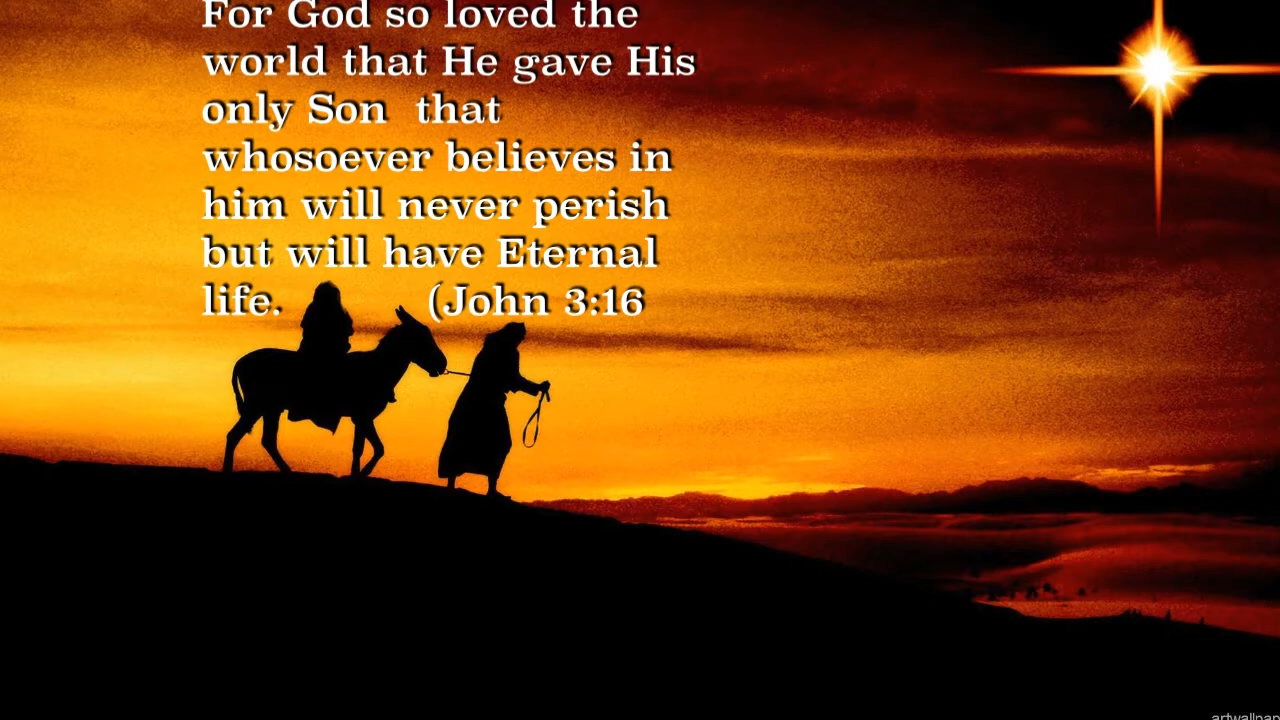 For God so loved the
world that He gave His
only Son  that
whosoever believes in
him will never perish
but will have Eternal
life.        (John 3:16